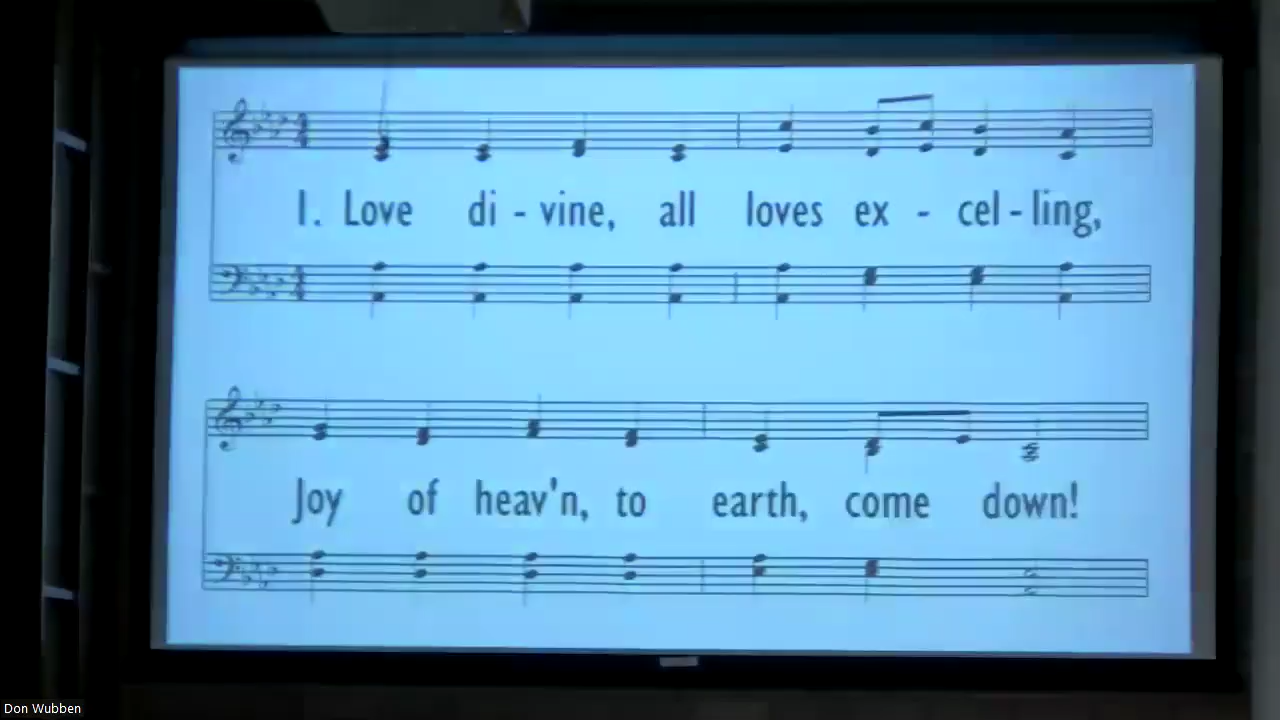 1. Love di - vine, all loves ex - cel - ling,
Joy of heav'n, to earth, come down!
Don Wubben